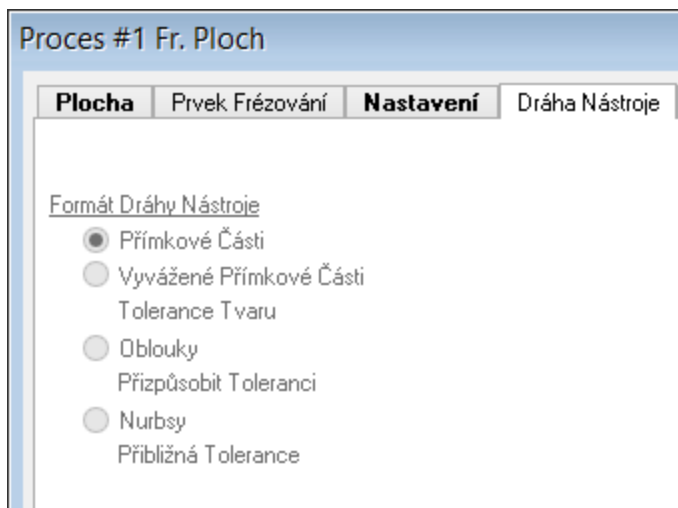 Proces #1 Fr. Ploch
Plocha Prvek Frézování Nastavení Dráha Nástroje
Formát Dráhy Nástroje
Přímkové Části
Vyvážené Přímkové Části
Tolerance Tvaru
Oblouky
Přizpůsobit Toleranci
Nurbsy
Přibližná Tolerance